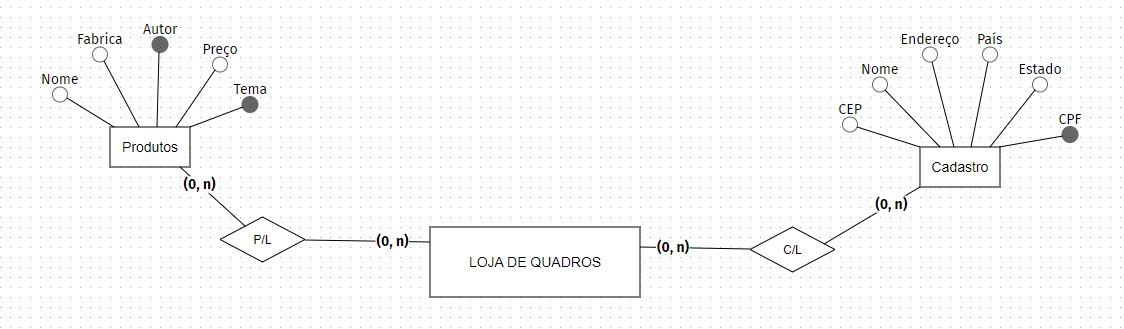 Autor
Fabrica
Preço
Nome
Tema
Produtos
(0, n)
P/L
(0, n)
LOJA DE QUADROS
(0, n)
C/L
(0, n)
Endereço
País
Nome
Estado
CEP
CPF
Cadastro